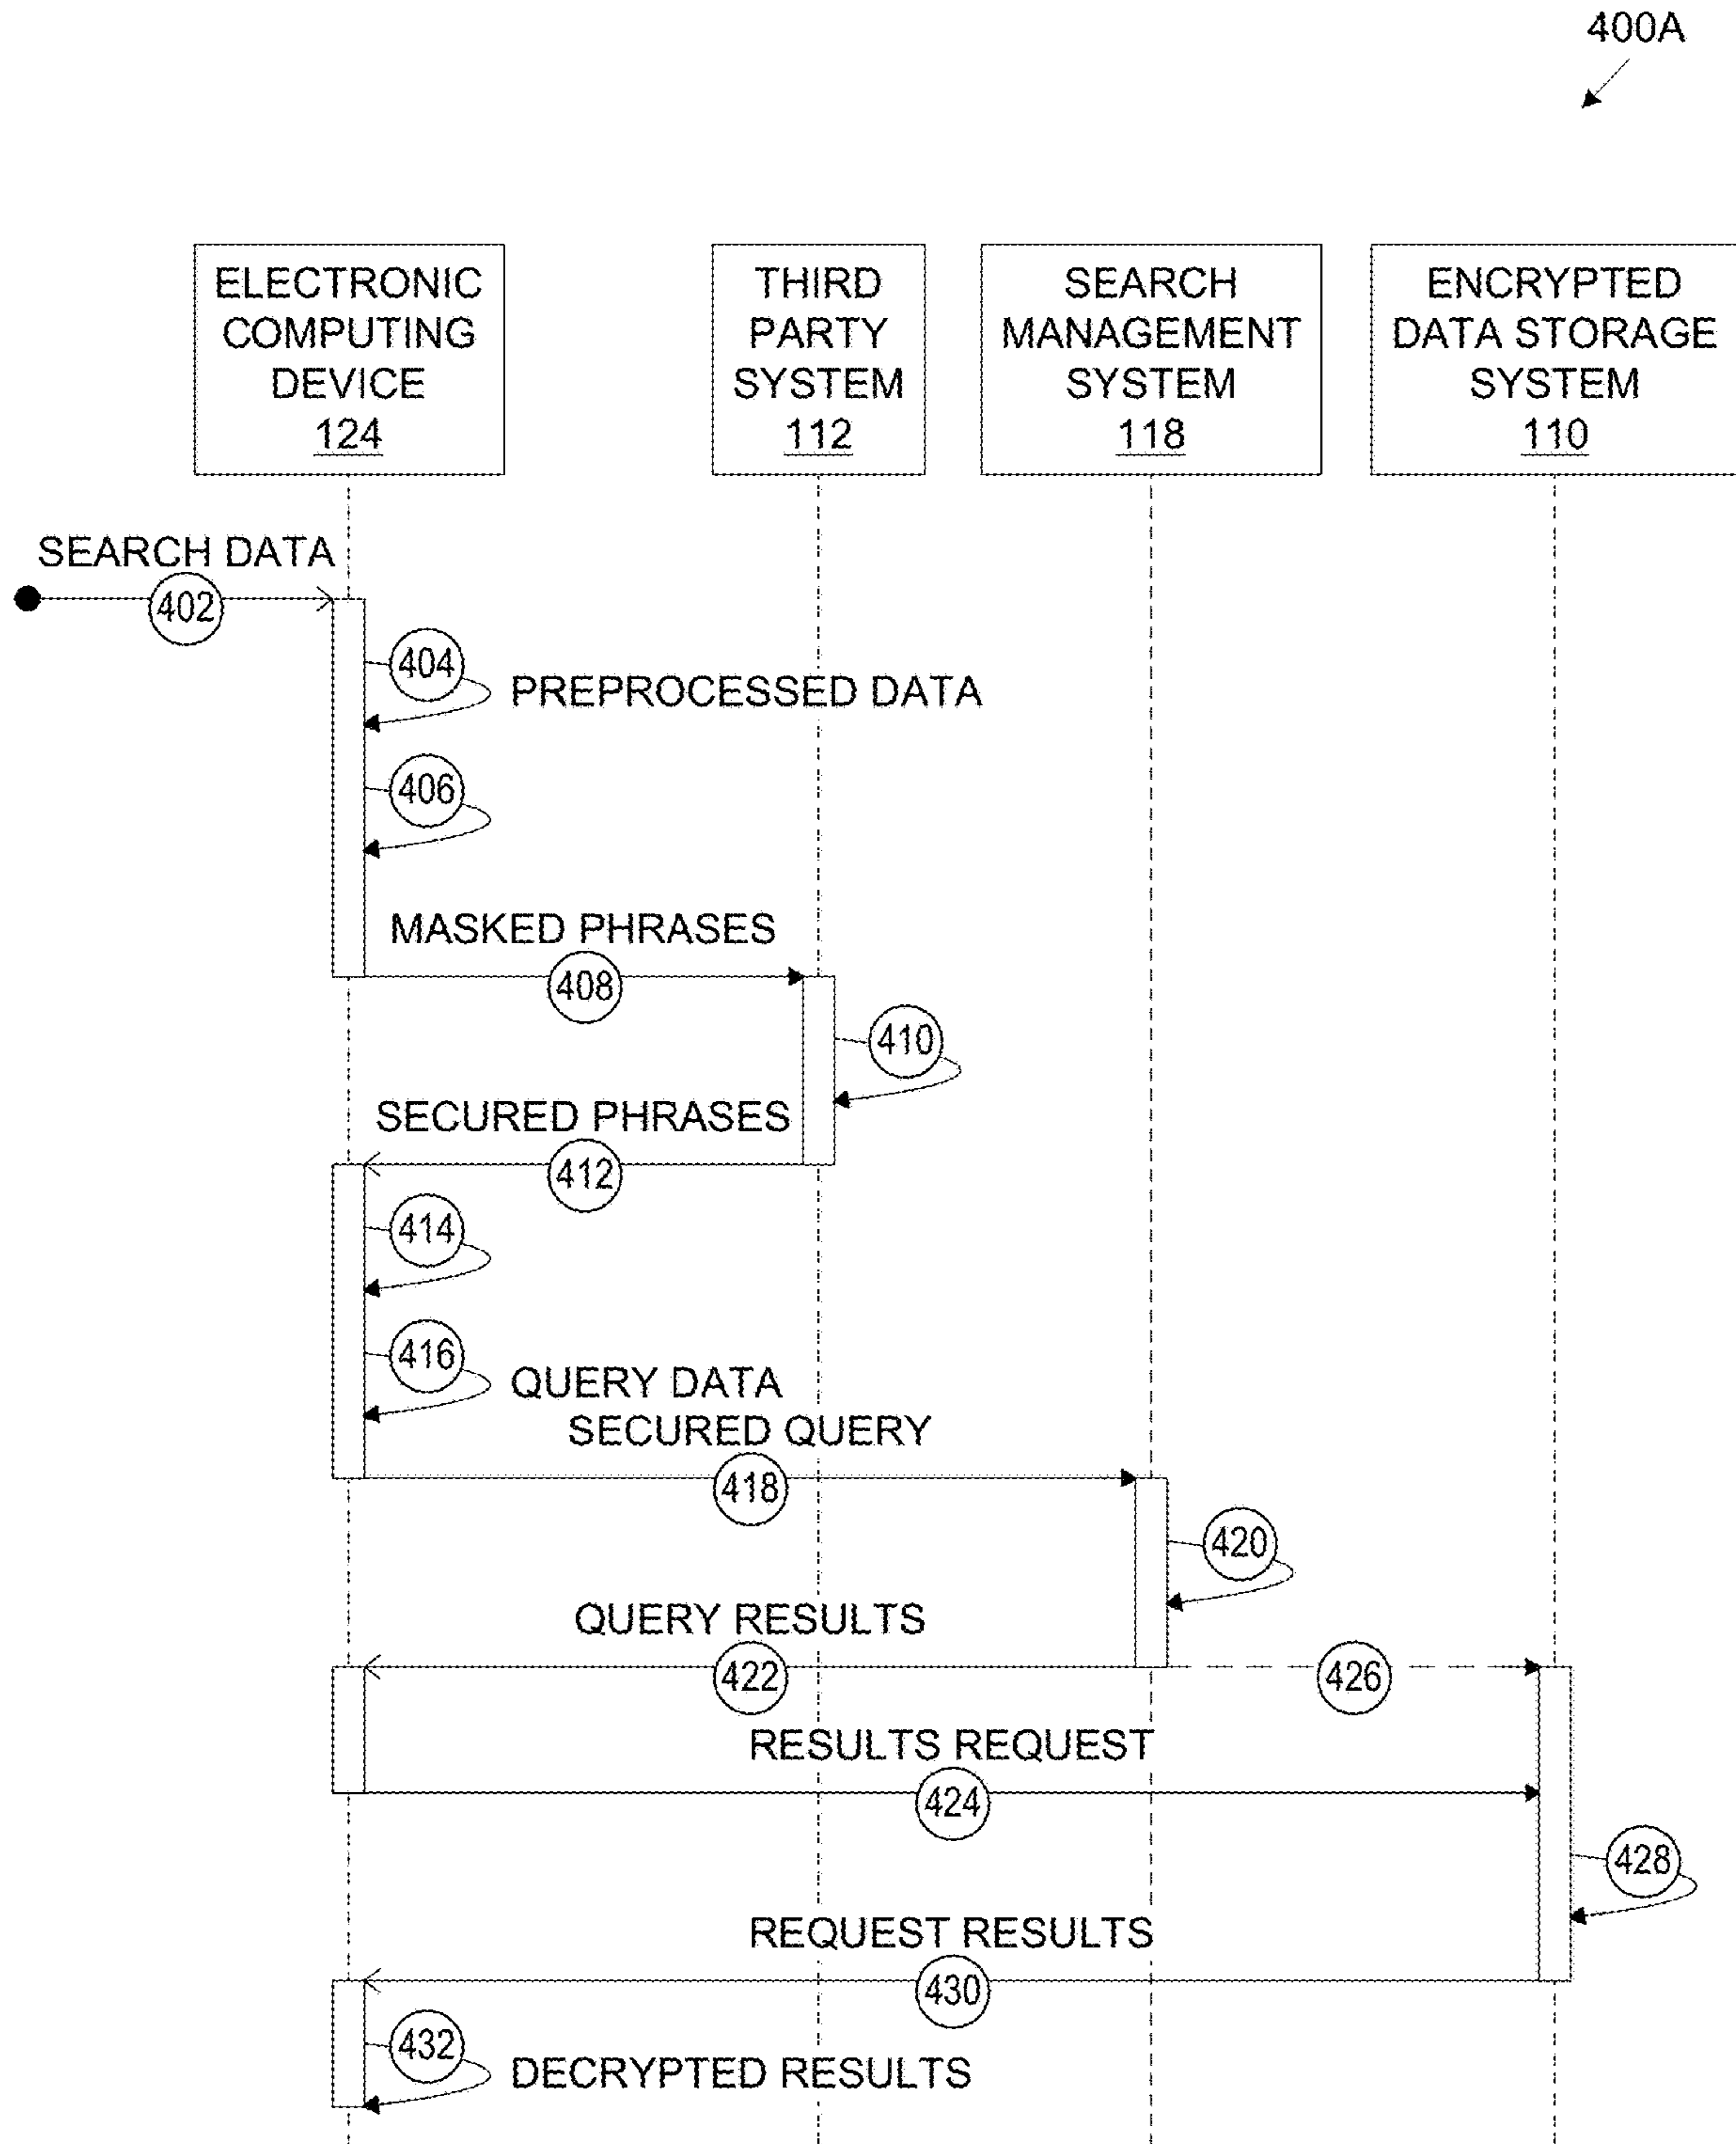 400A
ELECTRONIC
COMPUTING
DEVICE
124
THIRD
PARTY
SYSTEM
112
SEARCH
MANAGEMENT
SYSTEM
118
ENCRYPTED
DATA STORAGE
SYSTEM
110
SEARCH DATA
402
404
PREPROCESSED DATA
406
MASKED PHRASES
408
410
SECURED PHRASES
412
414
416
QUERY DATA
SECURED QUERY
418
420
QUERY RESULTS
422
426
RESULTS REQUEST
424
428
REQUEST RESULTS
430
432
DECRYPTED RESULTS